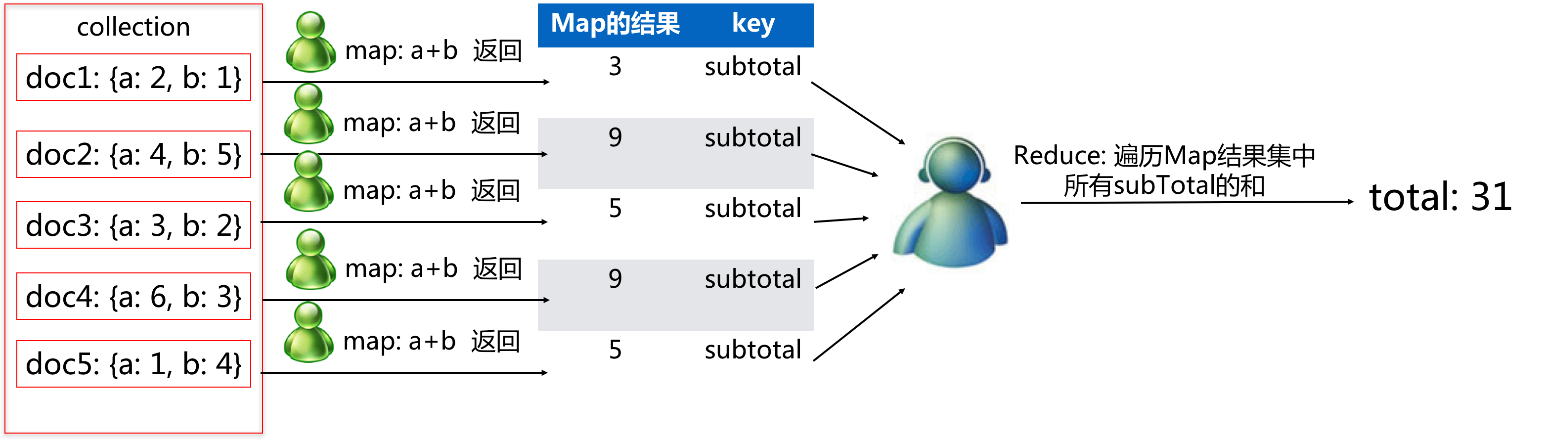 collection
doc1: {a: 2, b: 1}
doc2: {a: 4, b: 5}
doc3: {a: 3, b: 2}
doc4: {a: 6, b: 3}
doc5: {a: 1, b: 4}
map: a+b 返回
map: a+b 返回
map: a+b 返回
map: a+b 返回
map: a+b 返回
Map的结果 key
3 subtotal
9 subtotal
5 subtotal
9 subtotal
5 subtotal
Reduce: 遍历Map结果集中
所有subTotal的和
total: 31